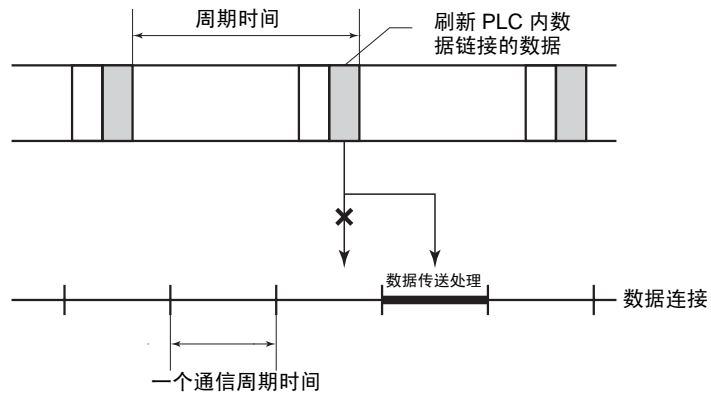 周期时间
刷新 PLC 内数
据链接的数据
数据传送处理
数据连接
一个通信周期时间